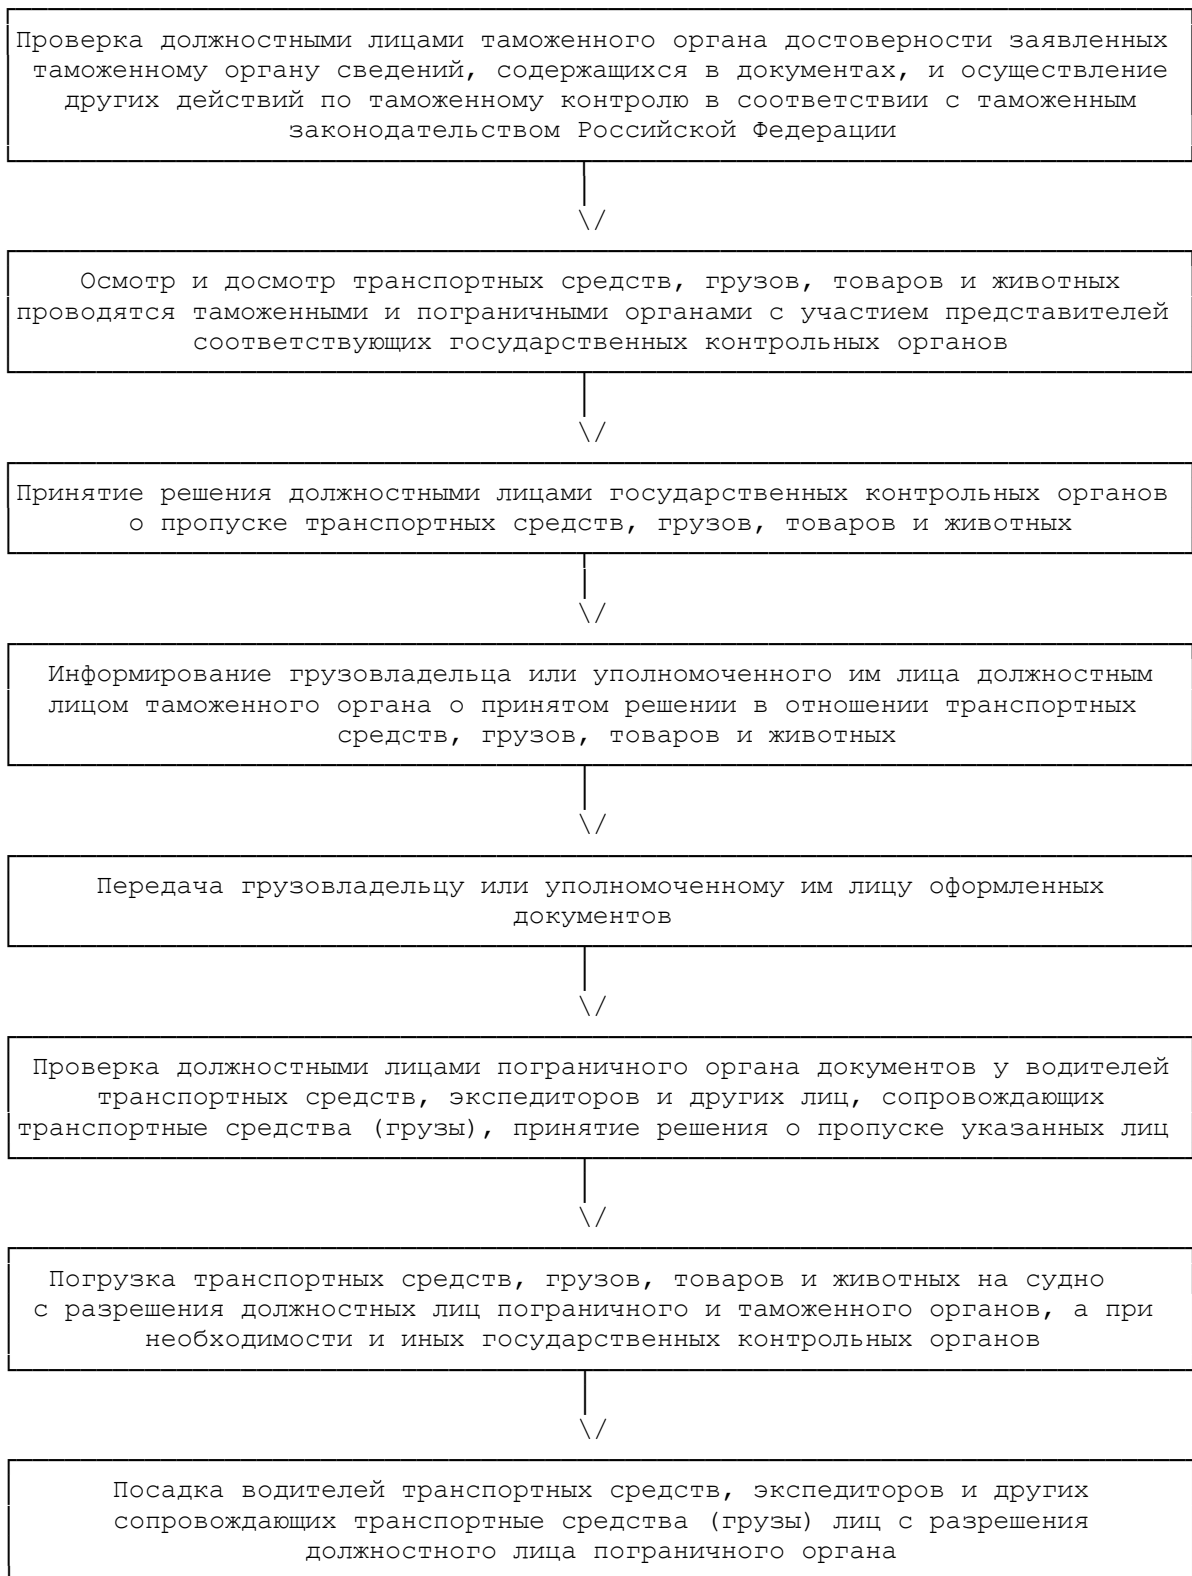 Проверка должностными лицами таможенного органа достоверности заявленных
таможенному органу сведений, содержащихся в документах, и осуществление
других действий по таможенному контролю в соответствии с таможенным
законодательством Российской Федерации
\/
Осмотр и досмотр транспортных средств, грузов, товаров и животных
проводятся таможенными и пограничными органами с участием представителей
соответствующих государственных контрольных органов
\/
Принятие решения должностными лицами государственных контрольных органов
о пропуске транспортных средств, грузов, товаров и животных
\/
Информирование грузовладельца или уполномоченного им лица должностным
лицом таможенного органа о принятом решении в отношении транспортных
средств, грузов, товаров и животных
\/
Передача грузовладельцу или уполномоченному им лицу оформленных
документов
\/
Проверка должностными лицами пограничного органа документов у водителей
транспортных средств, экспедиторов и других лиц, сопровождающих
транспортные средства (грузы), принятие решения о пропуске указанных лиц
\/
Погрузка транспортных средств, грузов, товаров и животных на судно
с разрешения должностных лиц пограничного и таможенного органов, а при
необходимости и иных государственных контрольных органов
\/
Посадка водителей транспортных средств, экспедиторов и других
сопровождающих транспортные средства (грузы) лиц с разрешения
должностного лица пограничного органа